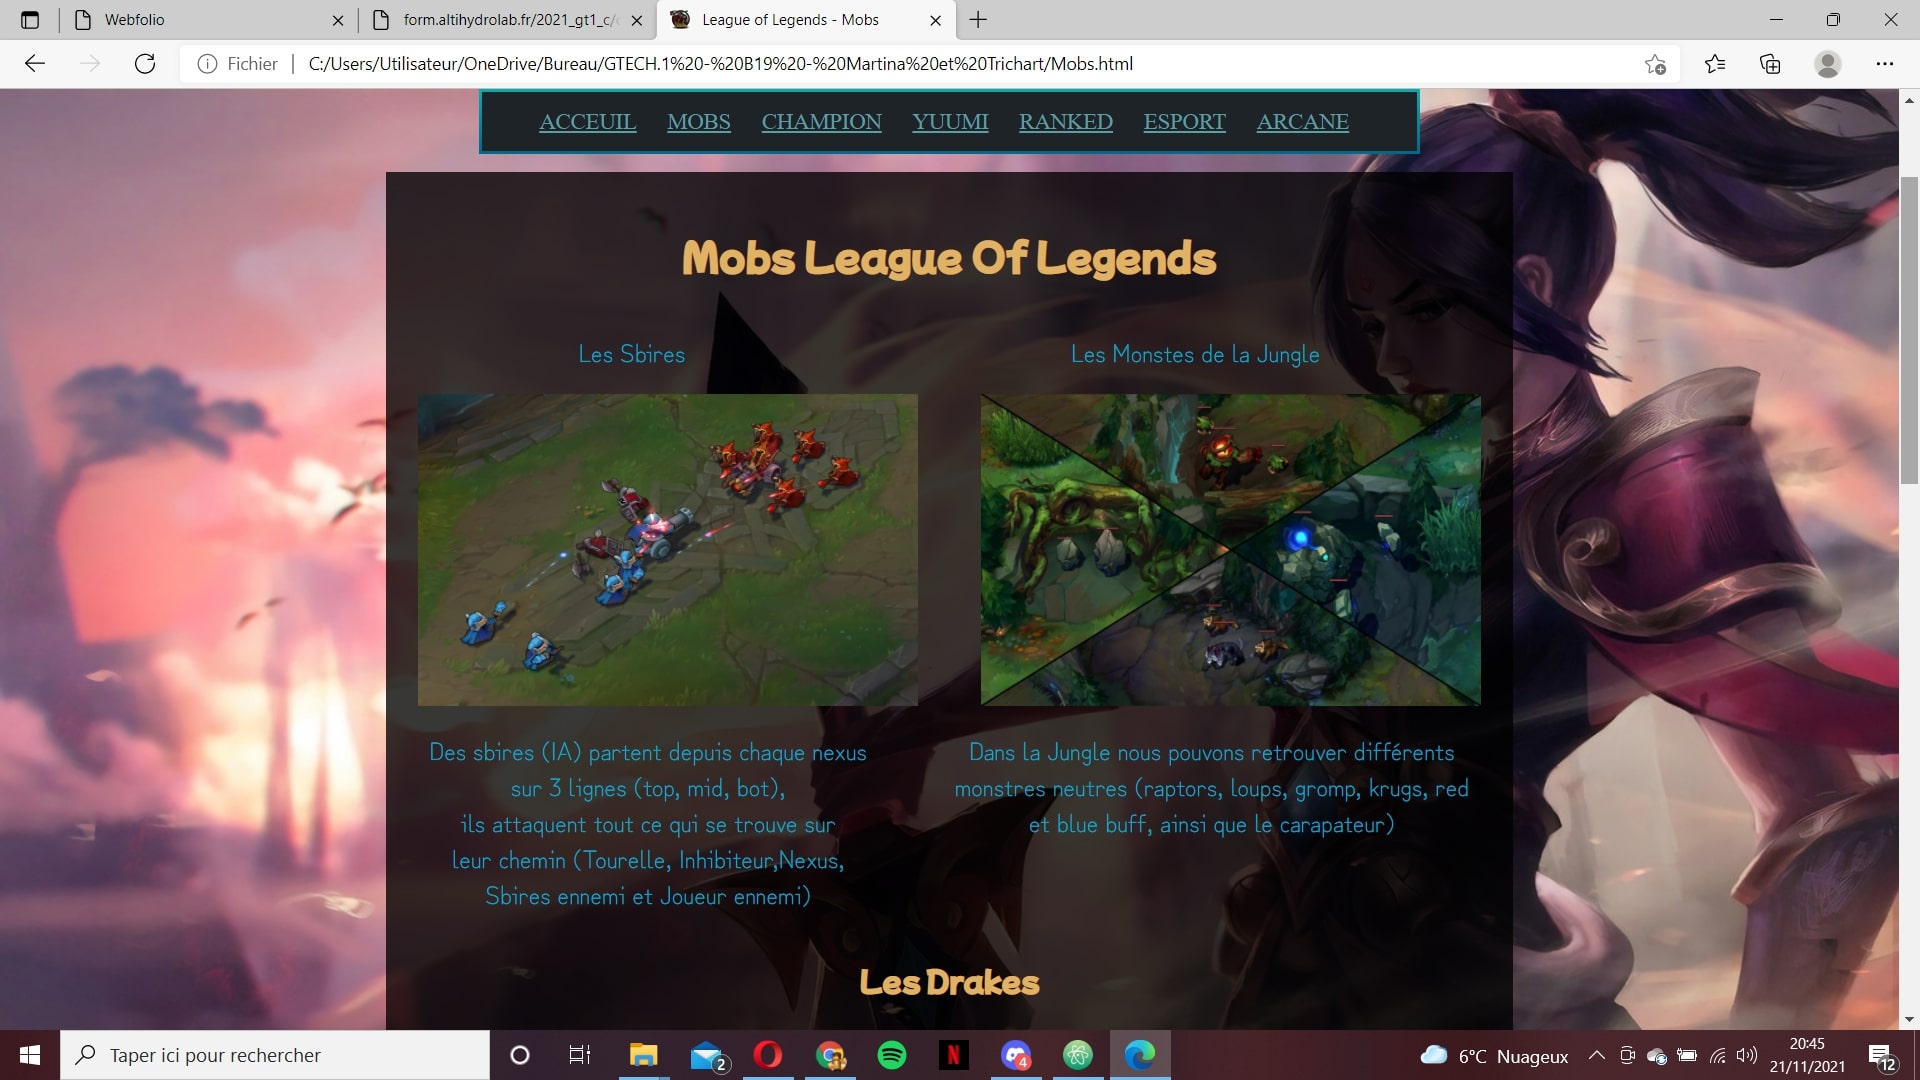 Webfolio
form.altihydrolab.fr/2021_gt1_c/
League of Legends - Mobs
Fichier
C:/Users/Utilisateur/OneDrive/Bureau/GTECH.1%20-%20B19%20-%20Martina%20et%20Trichart/Mobs.html
ACCEUIL MOBS CHAMPION YUUMI RANKED ESPORT ARCANE
Mobs League Of Legends
Les Sbires
Les Monstes de la Jungle
Des sbires (IA) partent depuis chaque nexus
sur 3 lignes (top, mid, bot),
ils attaquent tout ce qui se trouve sur
leur chemin (Tourelle, Inhibiteur,Nexus,
Sbires ennemi et Joueur ennemi)
Dans la Jungle nous pouvons retrouver différents
monstres neutres (raptors, loups, gromp, krugs, red
et blue buff, ainsi que le carapateur)
Les Drakes
Taper ici pour rechercher
2
N
4
6°C Nuageux
20:45
21/11/2021
12